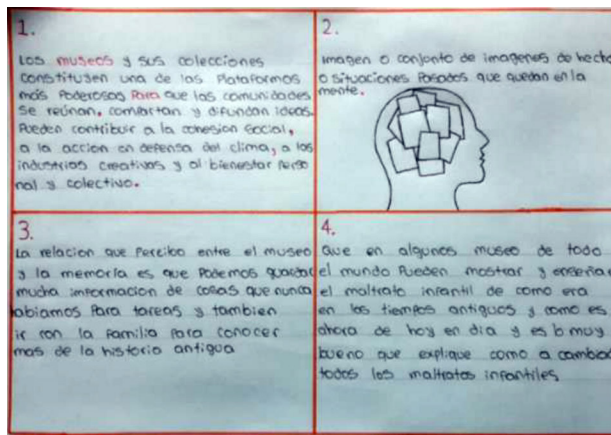 1.
Los museos y sus colecciones
constituyen una de las Plataformas
más Poderosas Para que las comunidades
se reúnan, compartan y difundan ideas.
Pueden contribuir a la cohesion social,
a la accion en defensa del clima, a las
industrias creativas y al bienestar perso
nal y colectivo.
2.
imagen o conjunto de imagenes de hecho
o situaciones Pasados que quedan en la
mente.
3.
La relacion que Percibo entre el museo
y la memoria es que Podemos guardar
mucha informacion de cosas que nunca
abiamos Para tareas y tambien
ir con la familia Para conocer
mas de la historia antigua
4.
Que en algunos museo de todo
el mundo Pueden mostrar y enseñar
el maltrato infantil de como era
en los tiempos antiguos y como es
ahora de hoy en dia y es b muy
bueno que explique como a cambiad
todos los maltratos infantiles